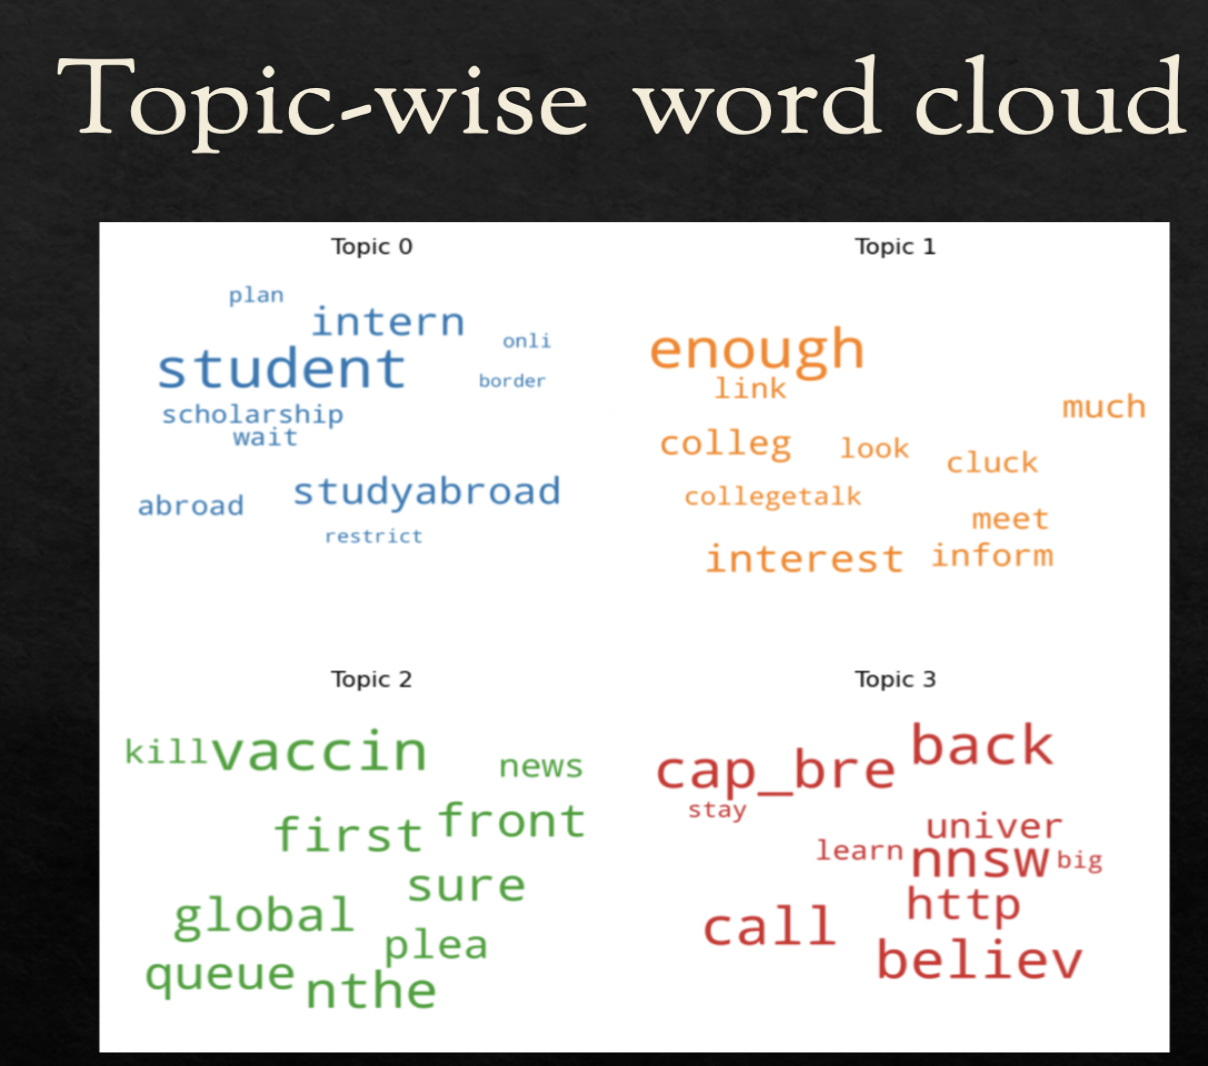 Topic-wise word cloud
Topic 0
plan
intern
onli
student
border
scholarship
wait
studyabroad
abroad
restrict
Topic 1
enough
link
much
colleg
look
cluck
collegetalk
meet
interest inform
Topic 2
kill vaccin
news
first front
sure
global
plea
queue nthe
Topic 3
cap_bre back
stay
univer
learn nnsw big
http
call
believ